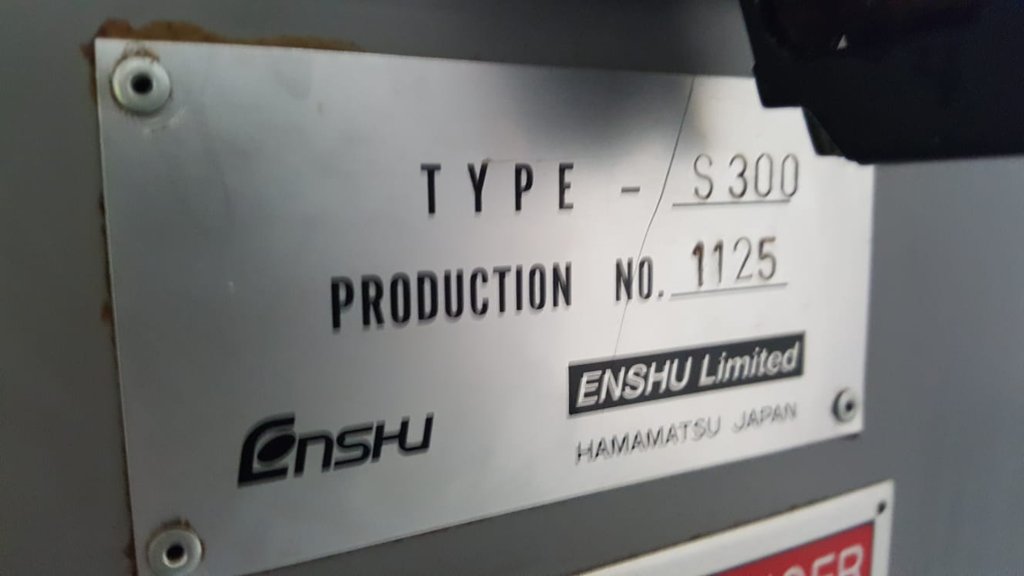 TYPE - S300
PRODUCTION NO. 1125
ENSHU Limited
HAMAMATSU JAPAN
ENSHU